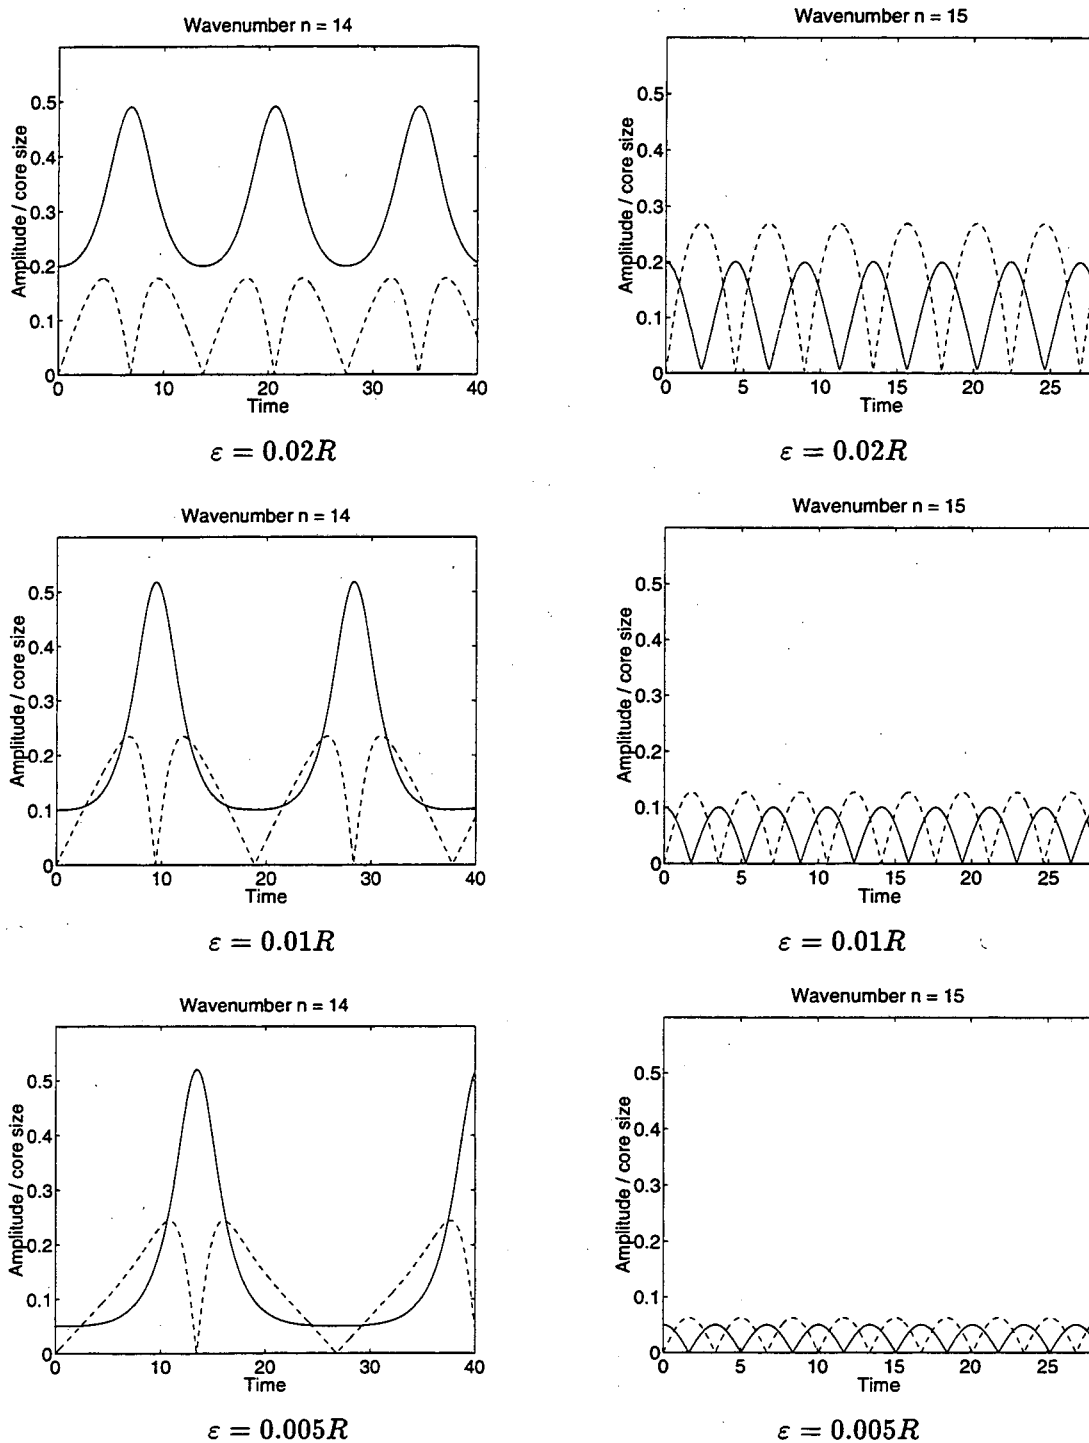 Wavenumber n = 14
Amplitude / core size
0.5
0.4
0.3
0.2
0.1
0
0 10 20 30 40
Time
ε = 0.02R
Wavenumber n = 15
Amplitude / core size
0.5
0.4
0.3
0.2
0.1
0
0 5 10 15 20 25
Time
ε = 0.02R
Wavenumber n = 14
Amplitude / core size
0.5
0.4
0.3
0.2
0.1
0
0 10 20 30 40
Time
ε = 0.01R
Wavenumber n = 15
Amplitude / core size
0.5
0.4
0.3
0.2
0.1
0
0 5 10 15 20 25
Time
ε = 0.01R
Wavenumber n = 14
Amplitude / core size
0.5
0.4
0.3
0.2
0.1
0
0 10 20 30 40
Time
ε = 0.005R
Wavenumber n = 15
Amplitude / core size
0.5
0.4
0.3
0.2
0.1
0
0 5 10 15 20 25
Time
ε = 0.005R